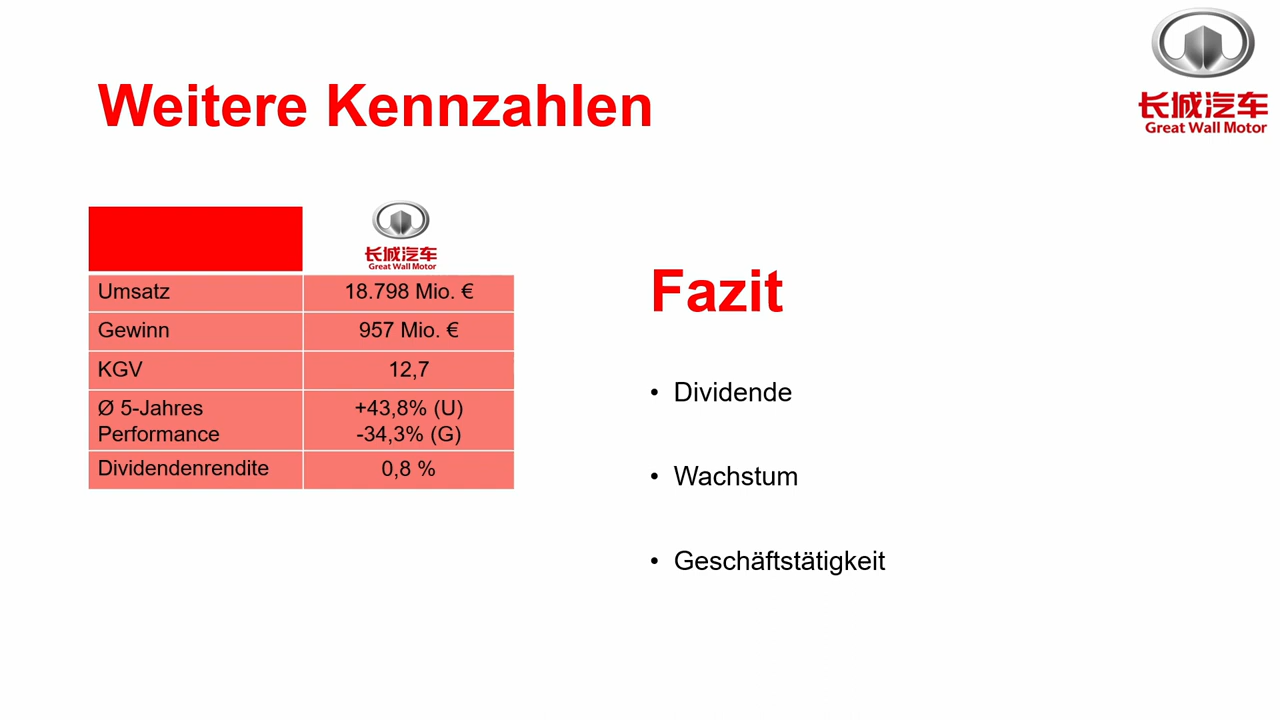 Weitere Kennzahlen
长城汽车
Great Wall Motor
长城汽车
Great Wall Motor
Umsatz 18.798 Mio. €
Gewinn 957 Mio. €
KGV 12,7
Ø 5-Jahres Performance +43,8% (U)
-34,3% (G)
Dividendenrendite 0,8 %
Fazit
• Dividende
• Wachstum
• Geschäftstätigkeit